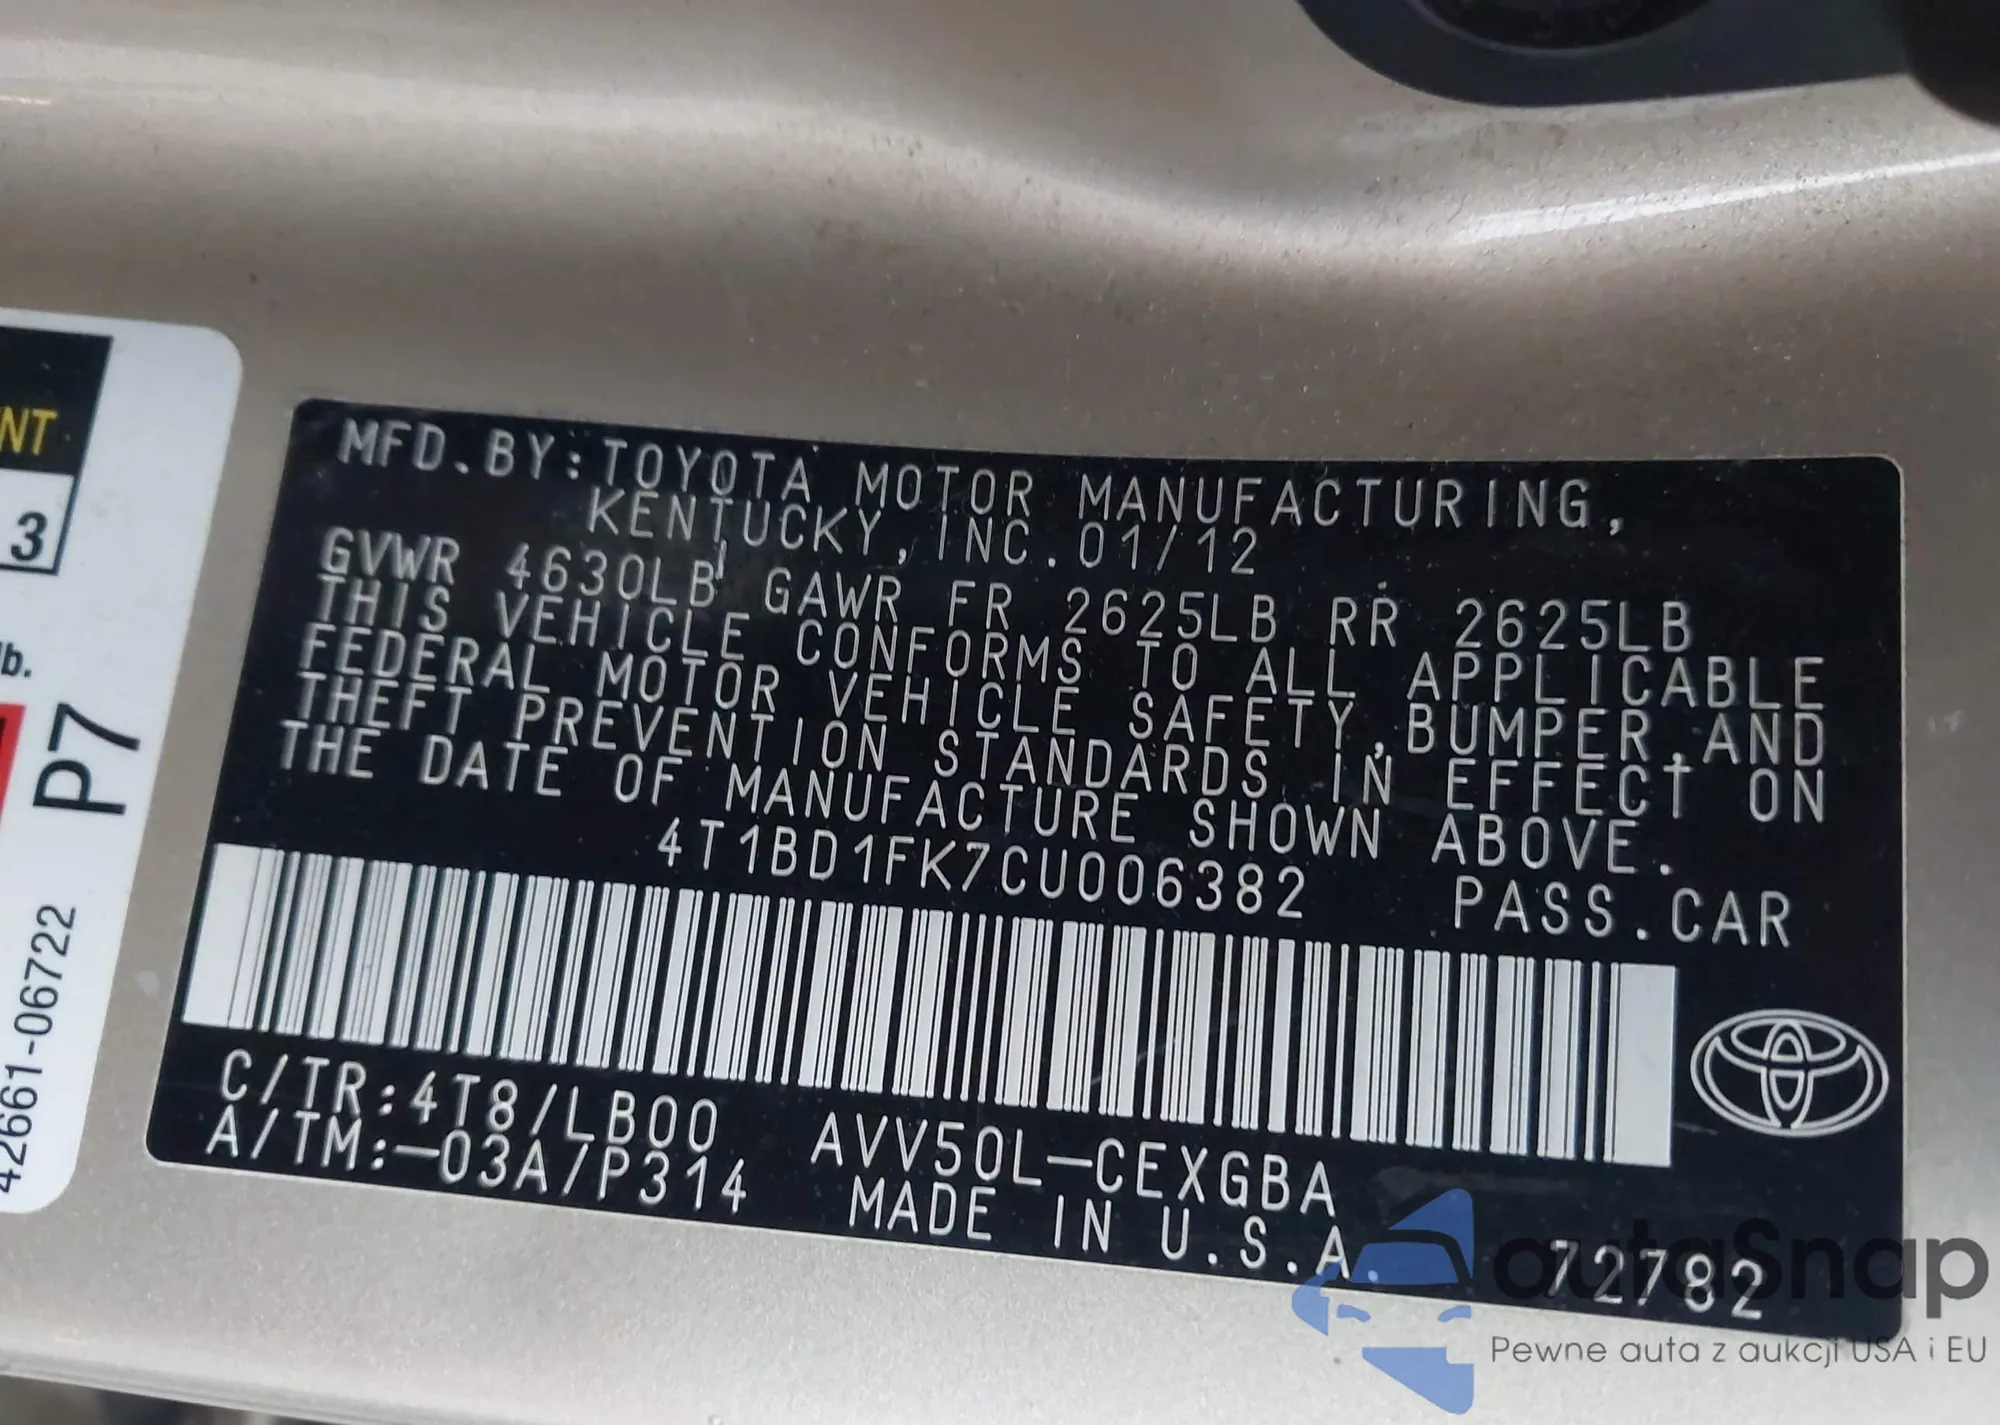 NT
3
lb.
P7
42661-06722
MFD.BY:TOYOTA MOTOR MANUFACTURING,
KENTUCKY,INC.01/12
GVWR 4630LB GAWR FR 2625LB RR 2625LB
THIS VEHICLE CONFORMS TO ALL APPLICABLE
FEDERAL MOTOR VEHICLE SAFETY,BUMPER,AND
THEFT PREVENTION STANDARDS IN EFFECT ON
THE DATE OF MANUFACTURE SHOWN ABOVE.
4T1BD1FK7CU006382 PASS.CAR
C/TR:4T8/LB00 AVV50L-CEXGBA
A/TM:-03A/P314 MADE IN U.S.A. 72782
autoSnap
Pewne auta z aukcji USA i EU